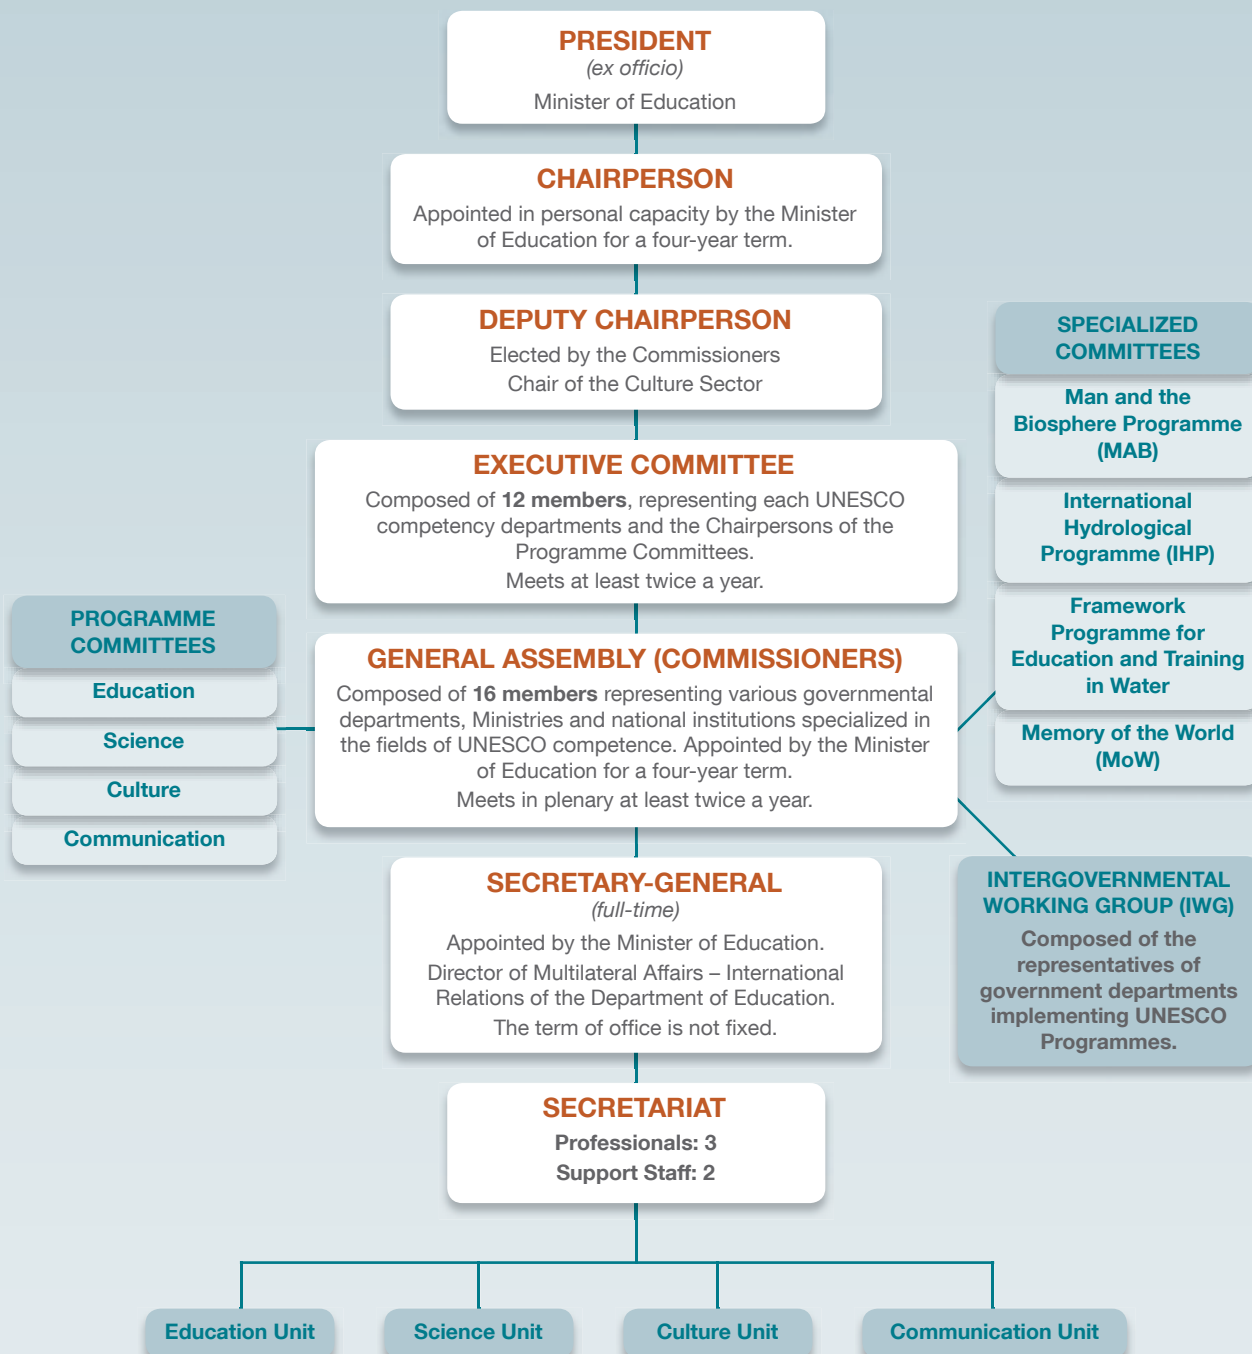 PRESIDENT
(ex officio)
Minister of Education
CHAIRPERSON
Appointed in personal capacity by the Minister
of Education for a four-year term.
DEPUTY CHAIRPERSON
Elected by the Commissioners
Chair of the Culture Sector
EXECUTIVE COMMITTEE
Composed of 12 members, representing each UNESCO
competency departments and the Chairpersons of the
Programme Committees.
Meets at least twice a year.
GENERAL ASSEMBLY (COMMISSIONERS)
Composed of 16 members representing various governmental
departments, Ministries and national institutions specialized in
the fields of UNESCO competence. Appointed by the Minister
of Education for a four-year term.
Meets in plenary at least twice a year.
PROGRAMME
COMMITTEES
Education
Science
Culture
Communication
SPECIALIZED
COMMITTEES
Man and the
Biosphere Programme
(MAB)
International
Hydrological
Programme (IHP)
Framework
Programme for
Education and Training
in Water
Memory of the World
(MoW)
INTERGOVERNMENTAL
WORKING GROUP (IWG)
Composed of the
representatives of
government departments
implementing UNESCO
Programmes.
SECRETARY-GENERAL
(full-time)
Appointed by the Minister of Education.
Director of Multilateral Affairs – International
Relations of the Department of Education.
The term of office is not fixed.
SECRETARIAT
Professionals: 3
Support Staff: 2
Education Unit
Science Unit
Culture Unit
Communication Unit